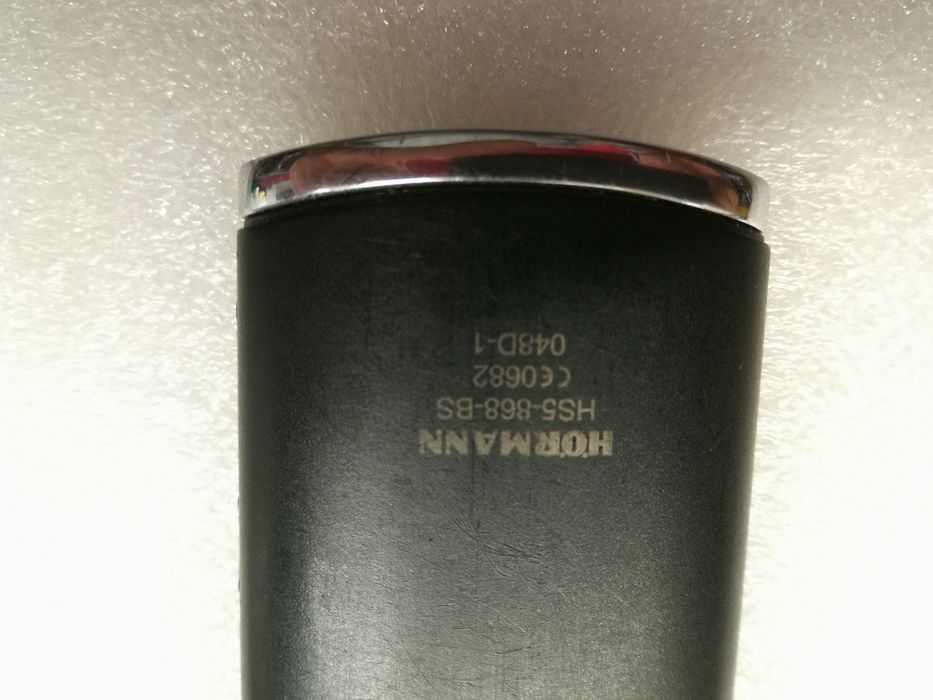 HÖRMANN
HS5-868-BS
CE0682
048D-1